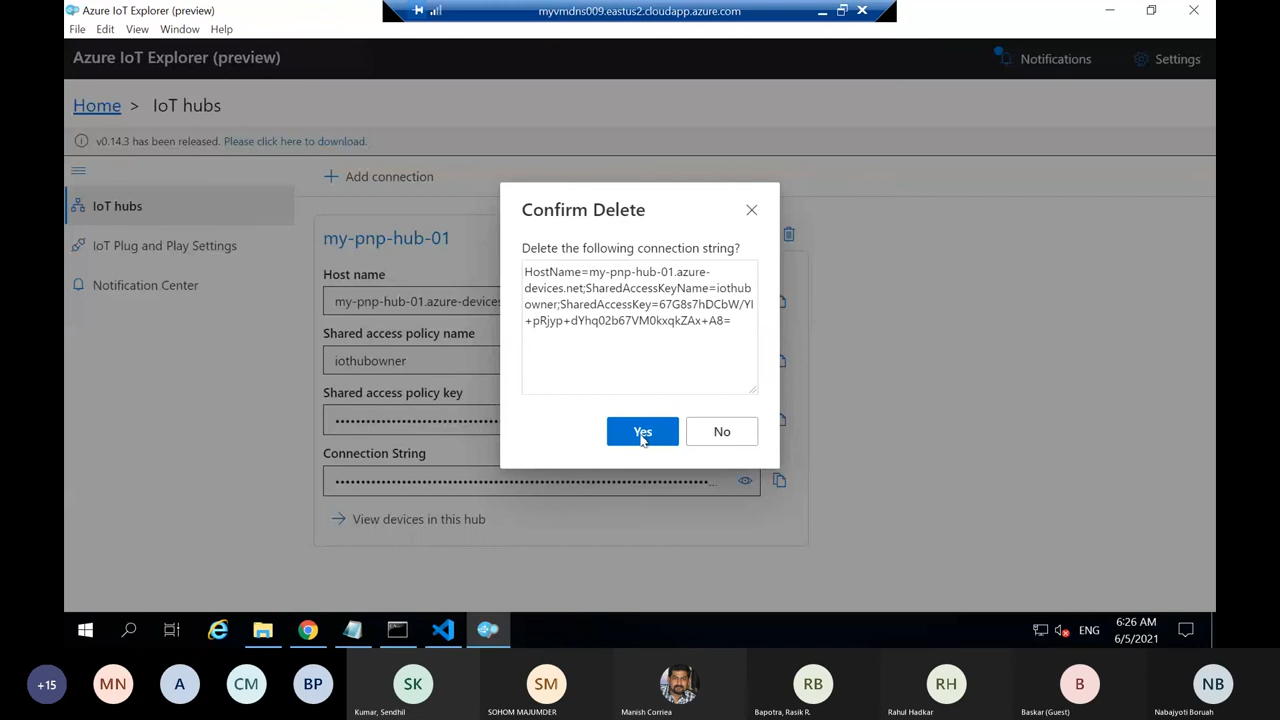 Azure IoT Explorer (preview)
myvmdns009.eastus2.cloudapp.azure.com
File Edit View Window Help
Azure IoT Explorer (preview)
Notifications
Settings
Home > IoT hubs
v0.14.3 has been released. Please click here to download.
IoT hubs
IoT Plug and Play Settings
Notification Center
Add connection
my-pnp-hub-01
Host name
my-pnp-hub-01.azure-devices
Shared access policy name
iothubowner
Shared access policy key
Connection String
View devices in this hub
Confirm Delete
Delete the following connection string?
HostName=my-pnp-hub-01.azure-
devices.net;SharedAccessKeyName=iothub
owner;SharedAccessKey=67G8s7hDCbW/YI
+pRjyp+dYhq02b67VM0kxqkZAx+A8=
Yes
No
ENG
6:26 AM
6/5/2021
+15
MN
A
CM
BP
SK
Kumar, Sendhil
SM
SOHOM MAJUMDER
Manish Correia
RB
Bapotra, Rasik R.
RH
Rahul Hadkar
B
Baskar (Guest)
NB
Nabajyoti Boruah